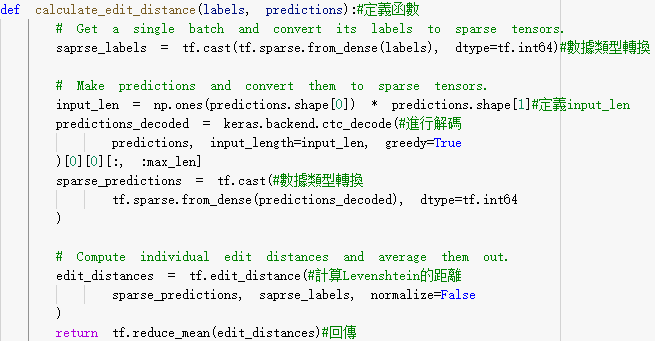 def calculate_edit_distance(labels, predictions):#定義函數
# Get a single batch and convert its labels to sparse tensors.
saprse_labels = tf.cast(tf.sparse.from_dense(labels), dtype=tf.int64)#數據類型轉換
# Make predictions and convert them to sparse tensors.
input_len = np.ones(predictions.shape[0]) * predictions.shape[1]#定義input_len
predictions_decoded = keras.backend.ctc_decode(#進行解碼
predictions, input_length=input_len, greedy=True
)[0][0][:, :max_len]
sparse_predictions = tf.cast(#數據類型轉換
tf.sparse.from_dense(predictions_decoded), dtype=tf.int64
)
# Compute individual edit distances and average them out.
edit_distances = tf.edit_distance(#計算Levenshtein的距離
sparse_predictions, saprse_labels, normalize=False
)
return tf.reduce_mean(edit_distances)#回傳